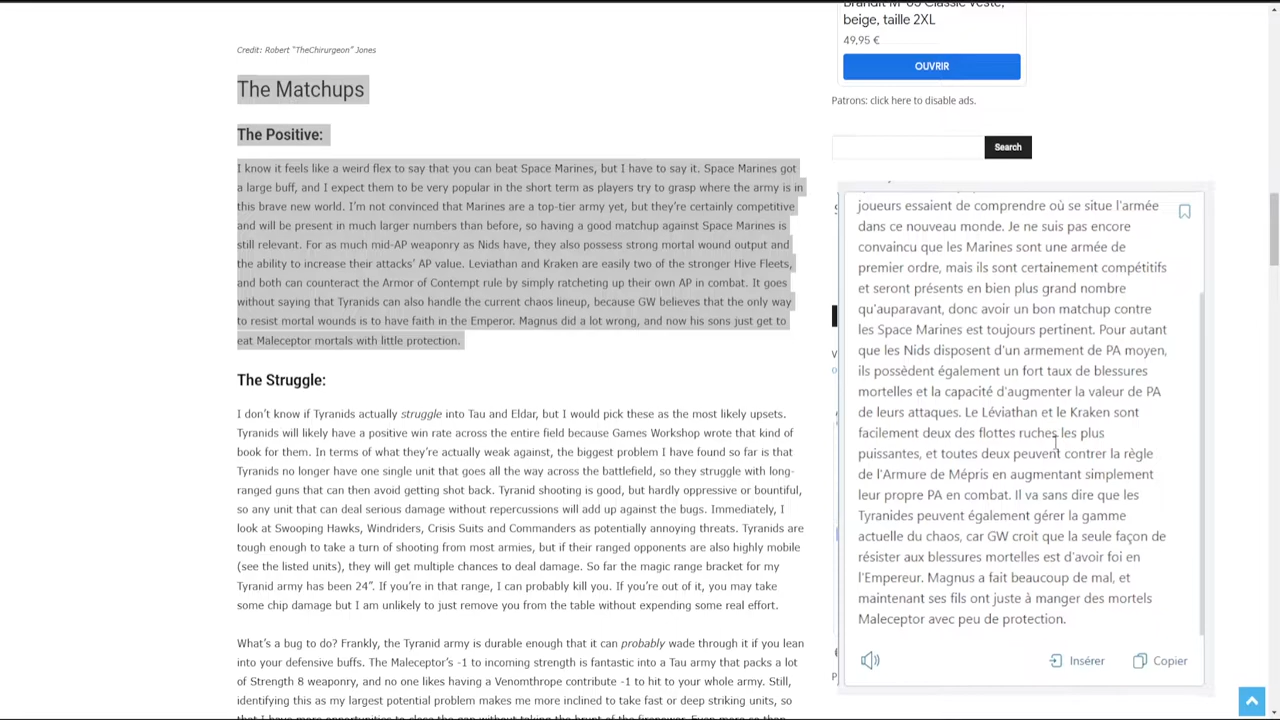 Credit: Robert "TheChirurgeon" Jones
The Matchups
The Positive:
I know it feels like a weird flex to say that you can beat Space Marines, but I have to say it. Space Marines got
a large buff, and I expect them to be very popular in the short term as players try to grasp where the army is in
this brave new world. I'm not convinced that Marines are a top-tier army yet, but they're certainly competitive
and will be present in much larger numbers than before, so having a good matchup against Space Marines is
still relevant. For as much mid-AP weaponry as Nids have, they also possess strong mortal wound output and
the ability to increase their attacks' AP value. Leviathan and Kraken are easily two of the stronger Hive Fleets,
and both can counteract the Armor of Contempt rule by simply ratcheting up their own AP in combat. It goes
without saying that Tyranids can also handle the current chaos lineup, because GW believes that the only way
to resist mortal wounds is to have faith in the Emperor. Magnus did a lot wrong, and now his sons just get to
eat Maleceptor mortals with little protection.
The Struggle:
I don't know if Tyranids actually struggle into Tau and Eldar, but I would pick these as the most likely upsets.
Tyranids will likely have a positive win rate across the entire field because Games Workshop wrote that kind of
book for them. In terms of what they're actually weak against, the biggest problem I have found so far is that
Tyranids no longer have one single unit that goes all the way across the battlefield, so they struggle with long-
ranged guns that can then avoid getting shot back. Tyranid shooting is good, but hardly oppressive or bountiful,
so any unit that can deal serious damage without repercussions will add up against the bugs. Immediately, I
look at Swooping Hawks, Windriders, Crisis Suits and Commanders as potentially annoying threats. Tyranids are
tough enough to take a turn of shooting from most armies, but if their ranged opponents are also highly mobile
(see the listed units), they will get multiple chances to deal damage. So far the magic range bracket for my
Tyranid army has been 24". If you're in that range, I can probably kill you. If you're out of it, you may take
some chip damage but I am unlikely to just remove you from the table without expending some real effort.
What's a bug to do? Frankly, the Tyranid army is durable enough that it can probably wade through it if you lean
into your defensive buffs. The Maleceptor's -1 to incoming strength is fantastic into a Tau army that packs a lot
of Strength 8 weaponry, and no one likes having a Venomthrope contribute -1 to hit to your whole army. Still,
identifying this as my largest potential problem makes me more inclined to take fast or deep striking units, so
Brandit M-65 Classic Veste,
beige, taille 2XL
49,95 €
OUVRIR
Patrons: click here to disable ads.
Search
joueurs essaient de comprendre où se situe l'armée
dans ce nouveau monde. Je ne suis pas encore
convaincu que les Marines sont une armée de
premier ordre, mais ils sont certainement compétitifs
et seront présents en bien plus grand nombre
qu'auparavant, donc avoir un bon matchup contre
les Space Marines est toujours pertinent. Pour autant
que les Nids disposent d'un armement de PA moyen,
ils possèdent également un fort taux de blessures
mortelles et la capacité d'augmenter la valeur de PA
de leurs attaques. Le Léviathan et le Kraken sont
facilement deux des flottes ruches les plus
puissantes, et toutes deux peuvent contrer la règle
de l'Armure de Mépris en augmentant simplement
leur propre PA en combat. Il va sans dire que les
Tyranides peuvent également gérer la gamme
actuelle du chaos, car GW croit que la seule façon de
résister aux blessures mortelles est d'avoir foi en
l'Empereur. Magnus a fait beaucoup de mal, et
maintenant ses fils ont juste à manger des mortels
Maleceptor avec peu de protection.
Insérer
Copier